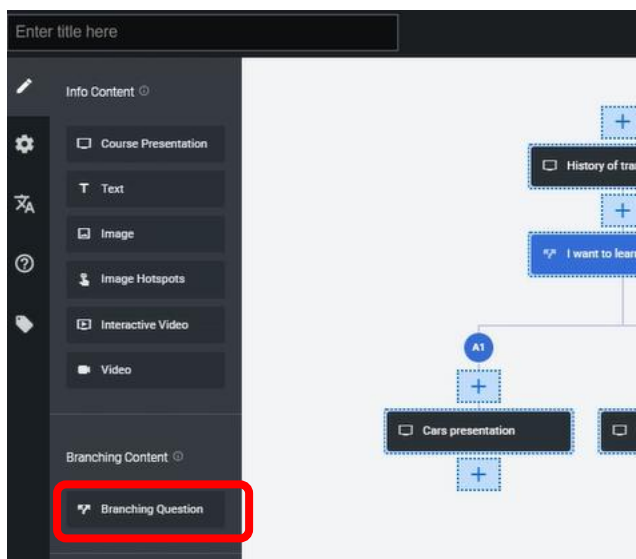 Enter title here
Info Content
Course Presentation
T Text
Image
Image Hotspots
Interactive Video
Video
Branching Content
Branching Question
History of tra
I want to lear
A1
Cars presentation